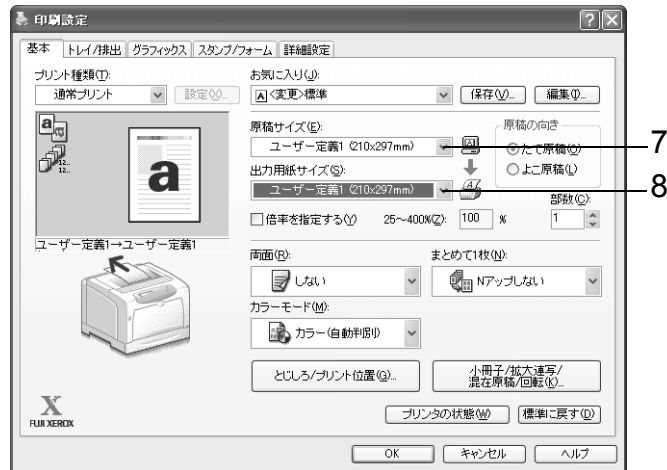 印刷設定
基本 トレイ/排出 グラフィックス スタンプ/フォーム 詳細設定
プリント種類(T):
通常プリント 設定(X)...
お気に入り(J):
A <変更>標準 保存(V)... 編集(I)...
原稿サイズ(E):
ユーザー定義1 (210x297mm)
原稿の向き
たて原稿(O)
よこ原稿(L)
7
出力用紙サイズ(S):
ユーザー定義1 (210x297mm)
8
倍率を指定する(Y) 25～400%(Z): 100 %
部数(C):
1
a
12..
12..
a
ユーザー定義1→ユーザー定義1
両面(R):
しない
まとめて1枚(N):
Nアップしない
カラーモード(M):
カラー(自動判別)
とじしろ/プリント位置(G)...
小冊子/拡大連写/
混在原稿/回転(K)...
X
FUJI XEROX
プリンタの状態(W) 標準に戻す(D)
OK キャンセル ヘルプ